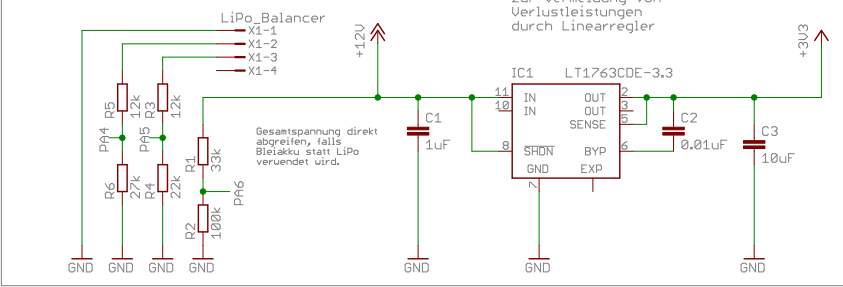 zur Vermeidung von
Verlustleistungen
durch Linearregler
LiPo_Balancer
X1-1
X1-2
X1-3
X1-4
+12V
+3V3
IC1 LT1763CDE-3.3
11 IN OUT 2
10 IN OUT 3
SENSE 5
8 SHDN BYP 6
GND EXP
7
R5 12k
R3 12k
PA4
PA5
R6 27k
R4 22k
R1 33k
PA6
R2 100k
Gesamtspannung direkt
abgreifen, falls
Bleiakku statt LiPo
verwendet wird.
C1
1uF
C2
0.01uF
C3
10uF
GND GND GND GND GND GND GND